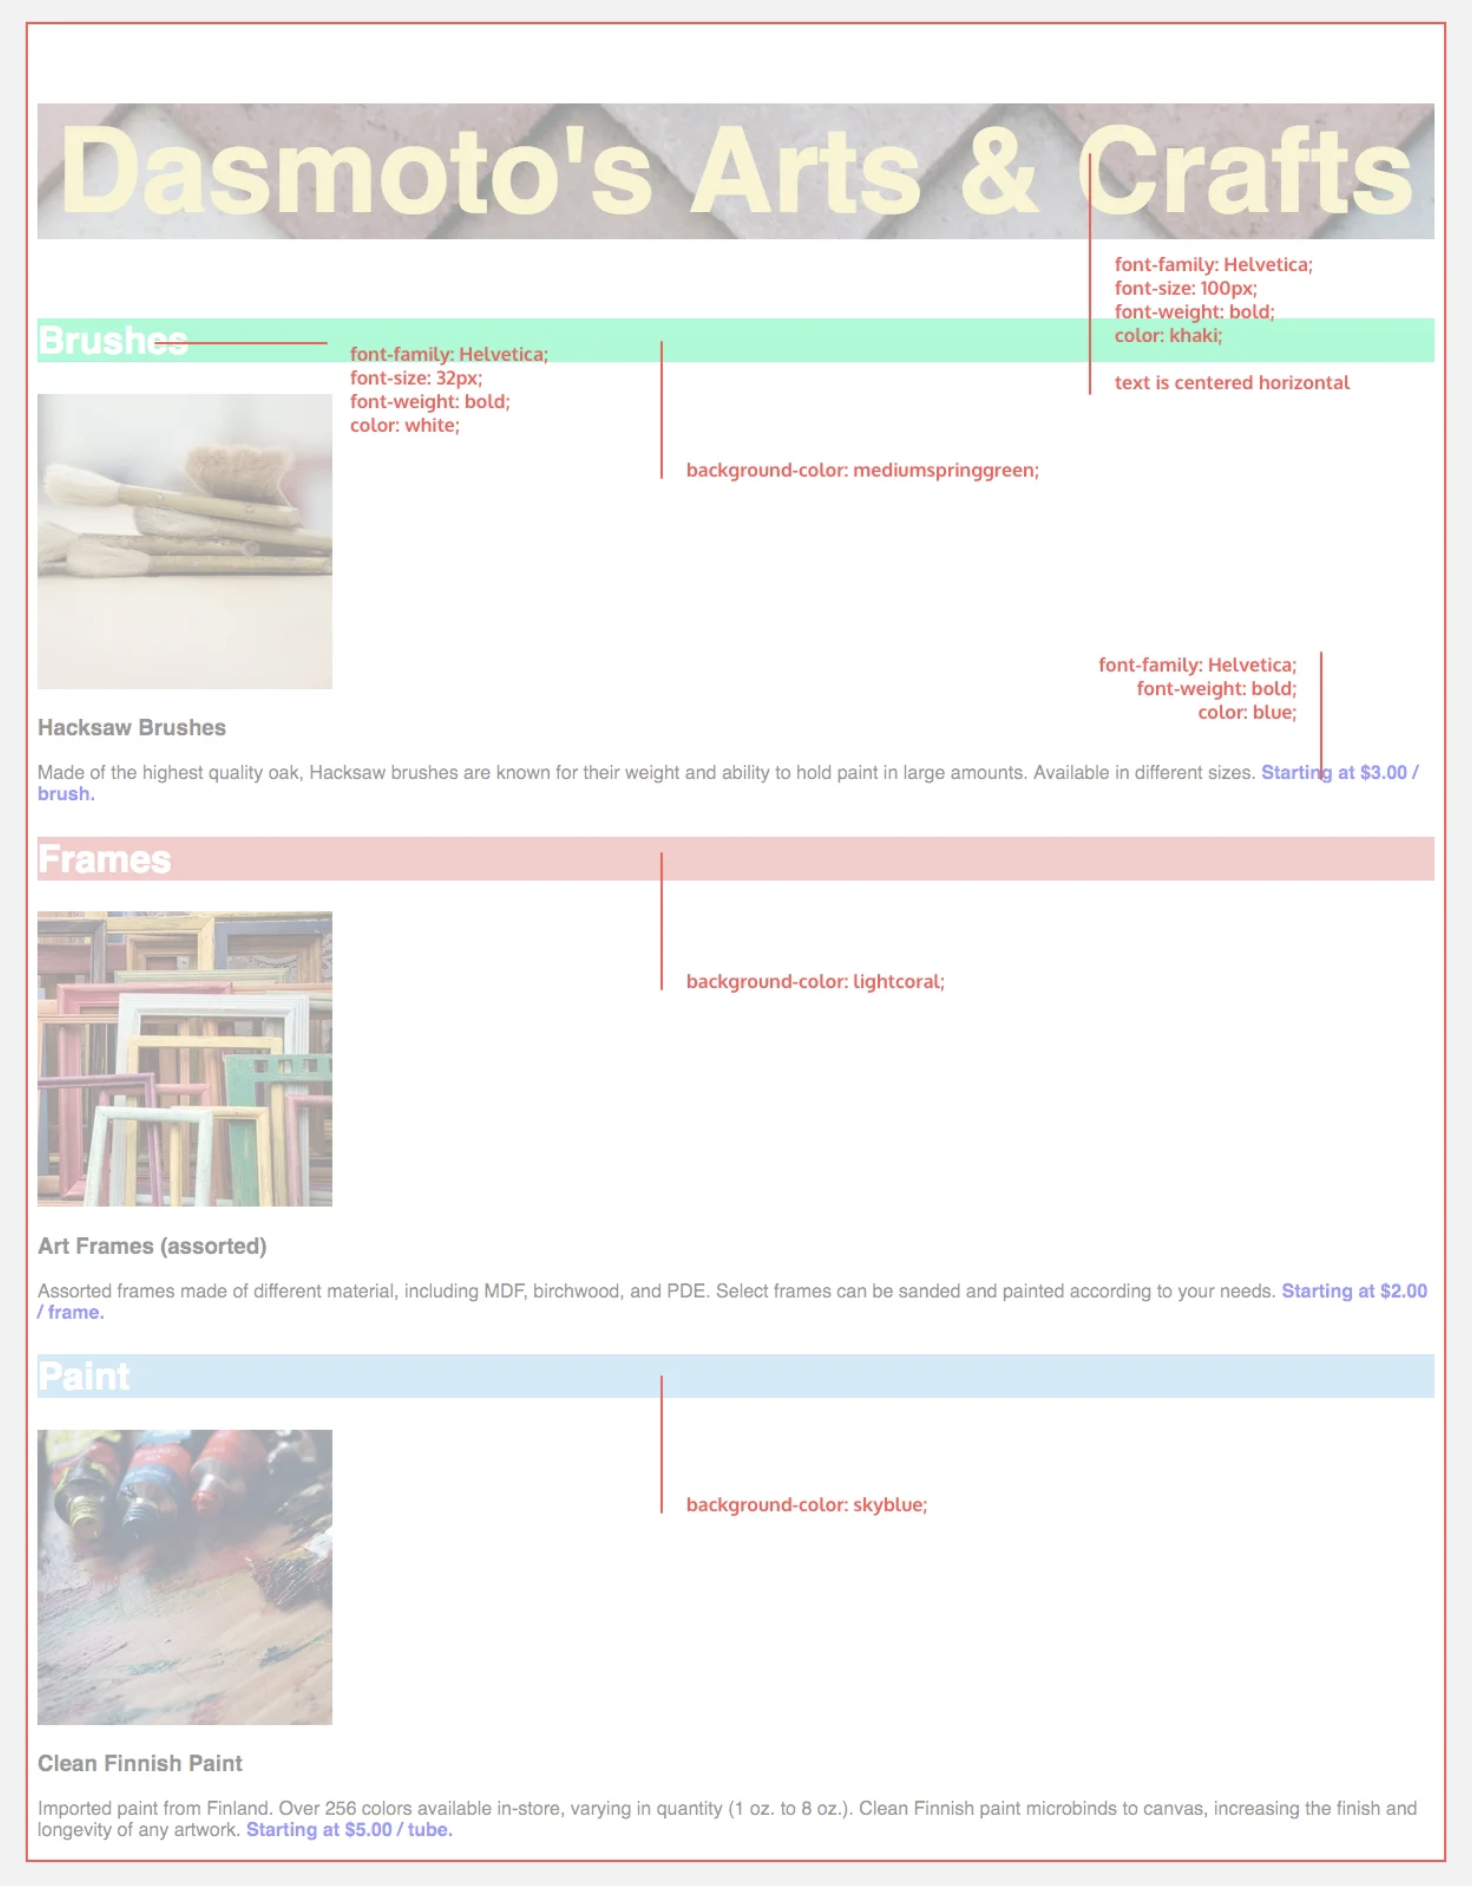 Dasmoto's Arts & Crafts
font-family: Helvetica;
font-size: 100px;
font-weight: bold;
color: khaki;
text is centered horizontal
Brushes
font-family: Helvetica;
font-size: 32px;
font-weight: bold;
color: white;
background-color: mediumspringgreen;
font-family: Helvetica;
font-weight: bold;
color: blue;
Hacksaw Brushes
Made of the highest quality oak, Hacksaw brushes are known for their weight and ability to hold paint in large amounts. Available in different sizes. Starting at $3.00 /
brush.
Frames
background-color: lightcoral;
Art Frames (assorted)
Assorted frames made of different material, including MDF, birchwood, and PDE. Select frames can be sanded and painted according to your needs. Starting at $2.00
/ frame.
Paint
background-color: skyblue;
Clean Finnish Paint
Imported paint from Finland. Over 256 colors available in-store, varying in quantity (1 oz. to 8 oz.). Clean Finnish paint microbinds to canvas, increasing the finish and
longevity of any artwork. Starting at $5.00 / tube.